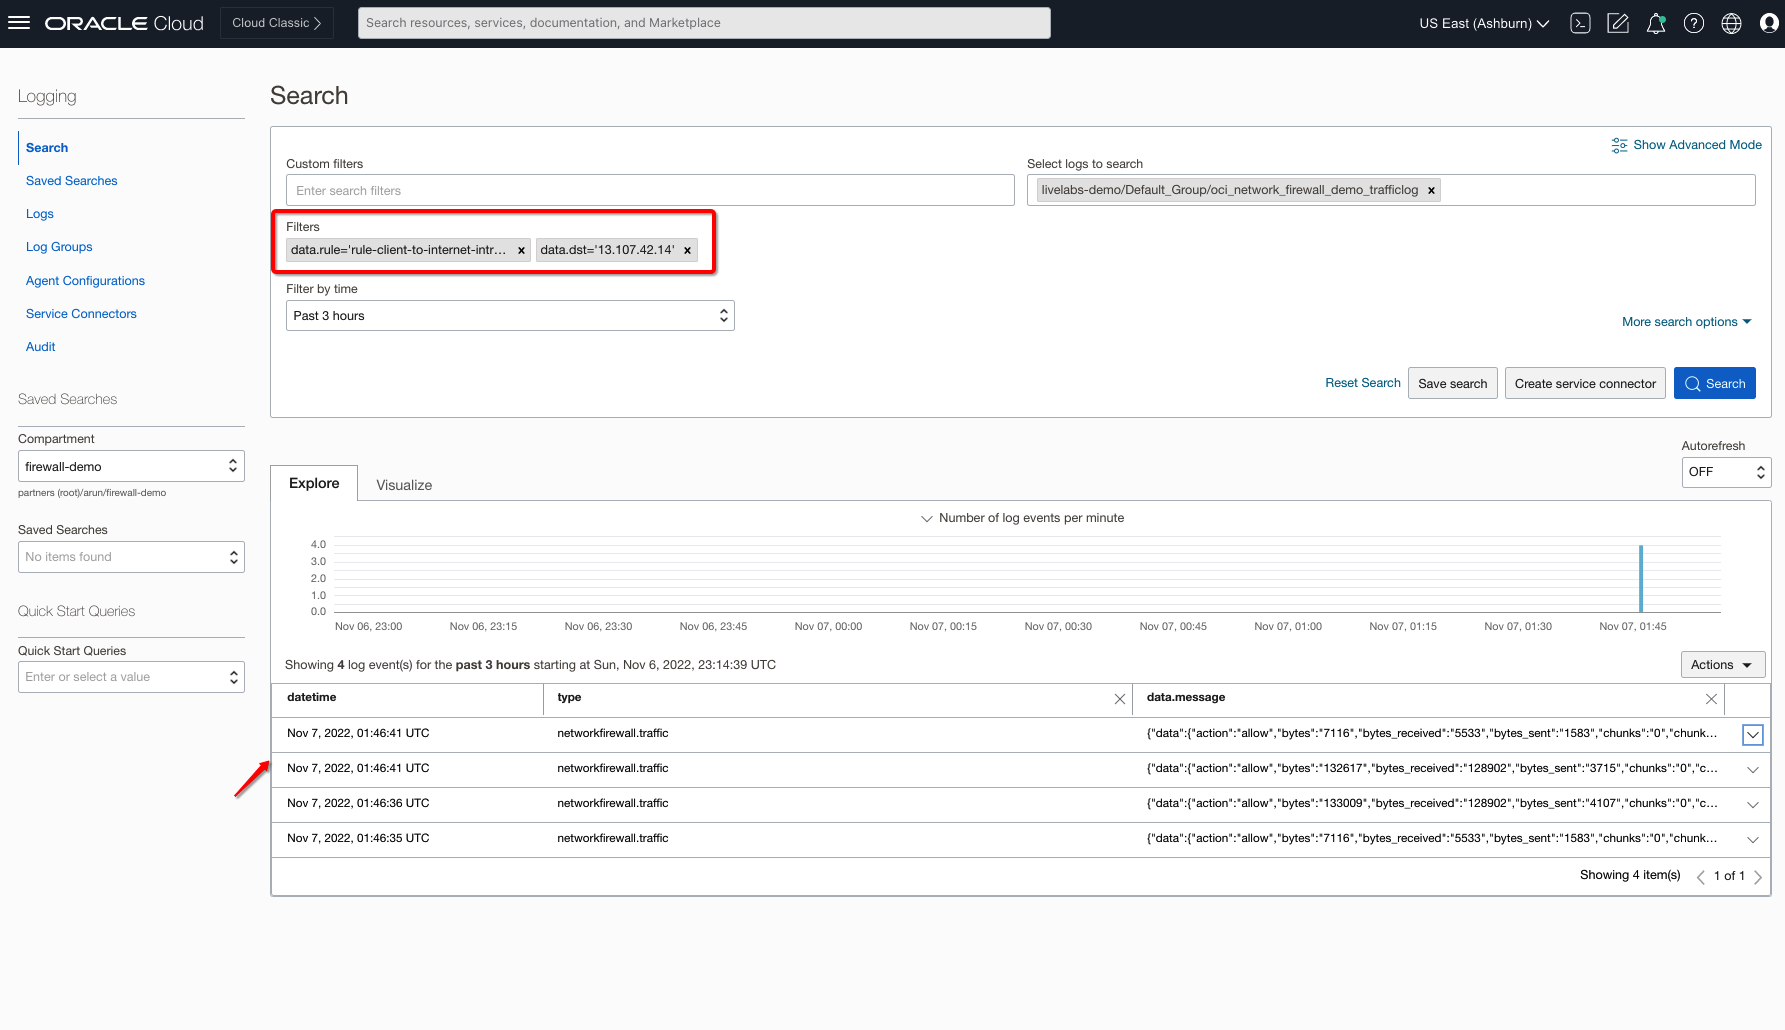 ORACLE Cloud
Cloud Classic
Search resources, services, documentation, and Marketplace
US East (Ashburn)
Logging
Search
Saved Searches
Logs
Log Groups
Agent Configurations
Service Connectors
Audit
Saved Searches
Compartment
firewall-demo
partners (root)/arun/firewall-demo
Saved Searches
No items found
Quick Start Queries
Quick Start Queries
Enter or select a value
Search
Show Advanced Mode
Custom filters
Enter search filters
Select logs to search
livelabs-demo/Default_Group/oci_network_firewall_demo_trafficlog ×
Filters
data.rule='rule-client-to-internet-intr... × data.dst='13.107.42.14' ×
Filter by time
Past 3 hours
More search options
Reset Search Save search Create service connector Search
Autorefresh
OFF
Explore Visualize
Number of log events per minute
4.0
3.0
2.0
1.0
0.0
Nov 06, 23:00 Nov 06, 23:15 Nov 06, 23:30 Nov 06, 23:45 Nov 07, 00:00 Nov 07, 00:15 Nov 07, 00:30 Nov 07, 00:45 Nov 07, 01:00 Nov 07, 01:15 Nov 07, 01:30 Nov 07, 01:45
Showing 4 log event(s) for the past 3 hours starting at Sun, Nov 6, 2022, 23:14:39 UTC
Actions
datetime type data.message
Nov 7, 2022, 01:46:41 UTC networkfirewall.traffic {"data":{"action":"allow","bytes":"7116","bytes_received":"5533","bytes_sent":"1583","chunks":"0","chunk...
Nov 7, 2022, 01:46:41 UTC networkfirewall.traffic {"data":{"action":"allow","bytes":"132617","bytes_received":"128902","bytes_sent":"3715","chunks":"0","c...
Nov 7, 2022, 01:46:36 UTC networkfirewall.traffic {"data":{"action":"allow","bytes":"133009","bytes_received":"128902","bytes_sent":"4107","chunks":"0","c...
Nov 7, 2022, 01:46:35 UTC networkfirewall.traffic {"data":{"action":"allow","bytes":"7116","bytes_received":"5533","bytes_sent":"1583","chunks":"0","chunk...
Showing 4 item(s) 1 of 1